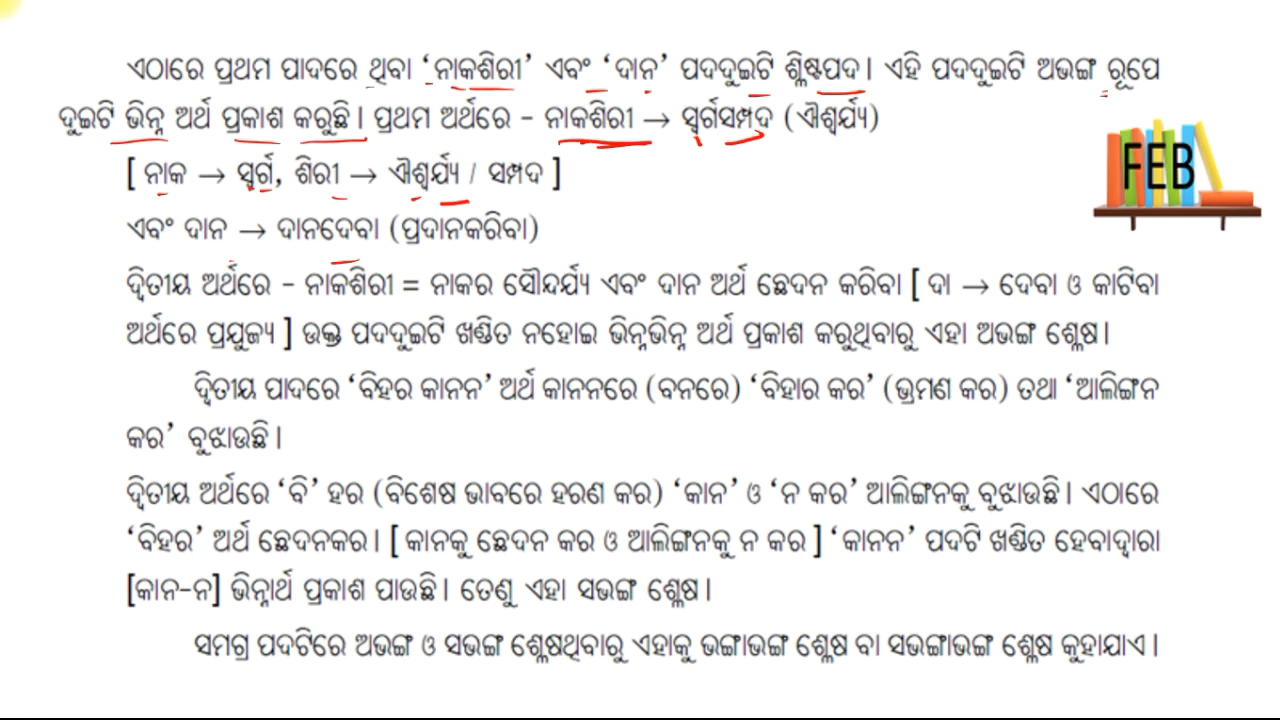 ଏଠାରେ ପ୍ରଥମ ପାଦରେ ଥିବା ‘ନାକଶିରୀ’ ଏବଂ ‘ଦାନ’ ପଦଦୁଇଟି ଶ୍ଳିଷ୍ଟପଦ। ଏହି ପଦଦୁଇଟି ଅଭଙ୍ଗ ରୂପେ
ଦୁଇଟି ଭିନ୍ନ ଅର୍ଥ ପ୍ରକାଶ କରୁଛି। ପ୍ରଥମ ଅର୍ଥରେ - ନାକଶିରୀ → ସ୍ୱର୍ଗସମ୍ପଦ (ଐଶ୍ୱର୍ଯ୍ୟ)
[ ନାକ → ସ୍ୱର୍ଗ, ଶିରୀ → ଐଶ୍ୱର୍ଯ୍ୟ / ସମ୍ପଦ ]
FEB
ଏବଂ ଦାନ → ଦାନଦେବା (ପ୍ରଦାନକରିବା)
ଦ୍ୱିତୀୟ ଅର୍ଥରେ - ନାକଶିରୀ = ନାକର ସୌନ୍ଦର୍ଯ୍ୟ ଏବଂ ଦାନ ଅର୍ଥ ଛେଦନ କରିବା [ ଦା → ଦେବା ଓ କାଟିବା
ଅର୍ଥରେ ପ୍ରଯୁଜ୍ୟ ] ଉକ୍ତ ପଦଦୁଇଟି ଖଣ୍ଡିତ ନହୋଇ ଭିନ୍ନଭିନ୍ନ ଅର୍ଥ ପ୍ରକାଶ କରୁଥିବାରୁ ଏହା ଅଭଙ୍ଗ ଶ୍ଳେଷ।
ଦ୍ୱିତୀୟ ପାଦରେ ‘ବିହର କାନନ’ ଅର୍ଥ କାନନରେ (ବନରେ) ‘ବିହାର କର’ (ଭ୍ରମଣ କର) ତଥା ‘ଆଲିଙ୍ଗନ
କର’ ବୁଝାଉଛି।
ଦ୍ୱିତୀୟ ଅର୍ଥରେ ‘ବି’ ହର (ବିଶେଷ ଭାବରେ ହରଣ କର) ‘କାନ’ ଓ ‘ନ କର’ ଆଲିଙ୍ଗନକୁ ବୁଝାଉଛି। ଏଠାରେ
‘ବିହର’ ଅର୍ଥ ଛେଦନକର। [ କାନକୁ ଛେଦନ କର ଓ ଆଲିଙ୍ଗନକୁ ନ କର ] ‘କାନନ’ ପଦଟି ଖଣ୍ଡିତ ହେବାଦ୍ୱାରା
[କାନ-ନ] ଭିନ୍ନାର୍ଥ ପ୍ରକାଶ ପାଉଛି। ତେଣୁ ଏହା ସଭଙ୍ଗ ଶ୍ଳେଷ।
ସମଗ୍ର ପଦଟିରେ ଅଭଙ୍ଗ ଓ ସଭଙ୍ଗ ଶ୍ଳେଷଥିବାରୁ ଏହାକୁ ଭଙ୍ଗାଭଙ୍ଗ ଶ୍ଳେଷ ବା ସଭଙ୍ଗାଭଙ୍ଗ ଶ୍ଳେଷ କୁହାଯାଏ।